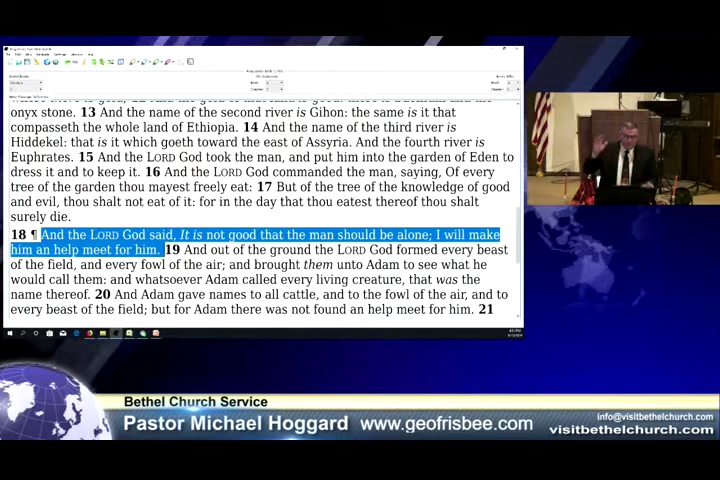 onyx stone. 13 And the name of the second river is Gihon: the same is it that
compasseth the whole land of Ethiopia. 14 And the name of the third river is
Hiddekel: that is it which goeth toward the east of Assyria. And the fourth river is
Euphrates. 15 And the LORD God took the man, and put him into the garden of Eden to
dress it and to keep it. 16 And the LORD God commanded the man, saying, Of every
tree of the garden thou mayest freely eat: 17 But of the tree of the knowledge of good
and evil, thou shalt not eat of it: for in the day that thou eatest thereof thou shalt
surely die.
18 ¶ And the LORD God said, It is not good that the man should be alone; I will make
him an help meet for him. 19 And out of the ground the LORD God formed every beast
of the field, and every fowl of the air; and brought them unto Adam to see what he
would call them: and whatsoever Adam called every living creature, that was the
name thereof. 20 And Adam gave names to all cattle, and to the fowl of the air, and to
every beast of the field; but for Adam there was not found an help meet for him. 21
Bethel Church Service
Pastor Michael Hoggard www.geofrisbee.com
info@visitbethelchurch.com
visitbethelchurch.com